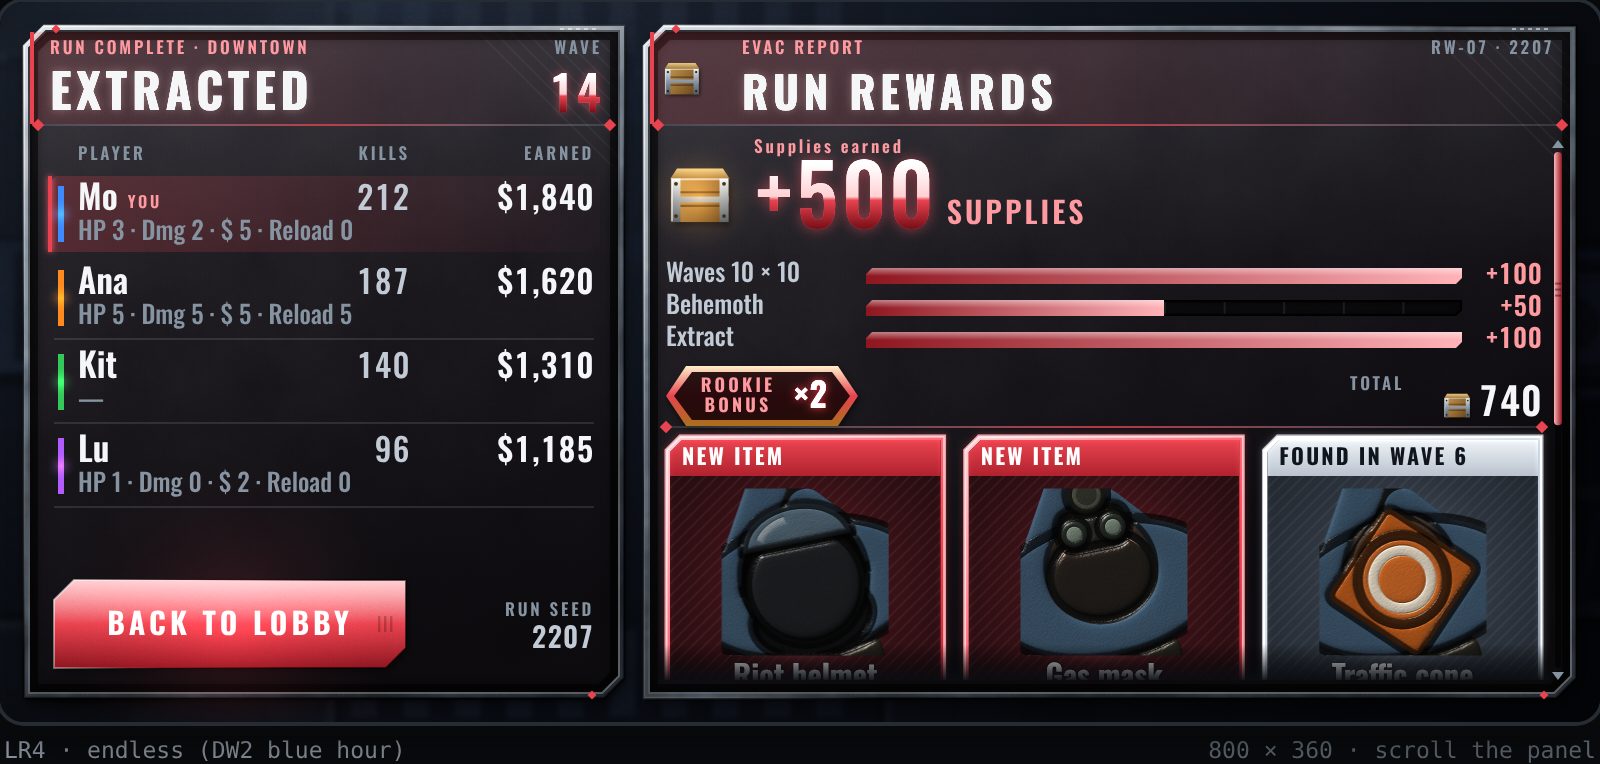 RUN COMPLETE · DOWNTOWN
WAVE
EXTRACTED
14
PLAYER KILLS EARNED
Mo YOU 212 $1,840
HP 3 · Dmg 2 · $ 5 · Reload 0
Ana 187 $1,620
HP 5 · Dmg 5 · $ 5 · Reload 5
Kit 140 $1,310
—
Lu 96 $1,185
HP 1 · Dmg 0 · $ 2 · Reload 0
BACK TO LOBBY
RUN SEED
2207
EVAC REPORT
RW-07 · 2207
RUN REWARDS
Supplies earned
+500 SUPPLIES
Waves 10 × 10 +100
Behemoth +50
Extract +100
ROOKIE
BONUS
×2
TOTAL
740
NEW ITEM
Riot helmet
NEW ITEM
Gas mask
FOUND IN WAVE 6
Traffic cone
LR4 · endless (DW2 blue hour)
800 × 360 · scroll the panel